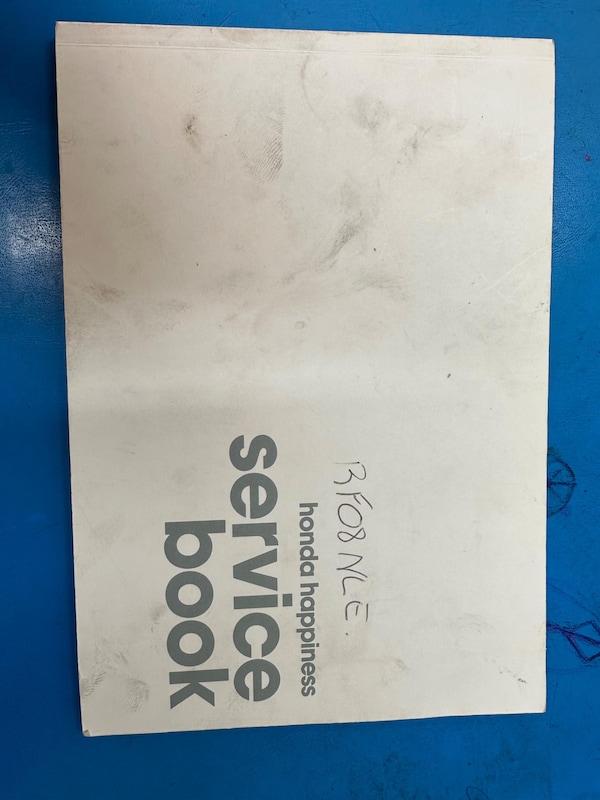 BF08 NLE.
honda happiness
service
book